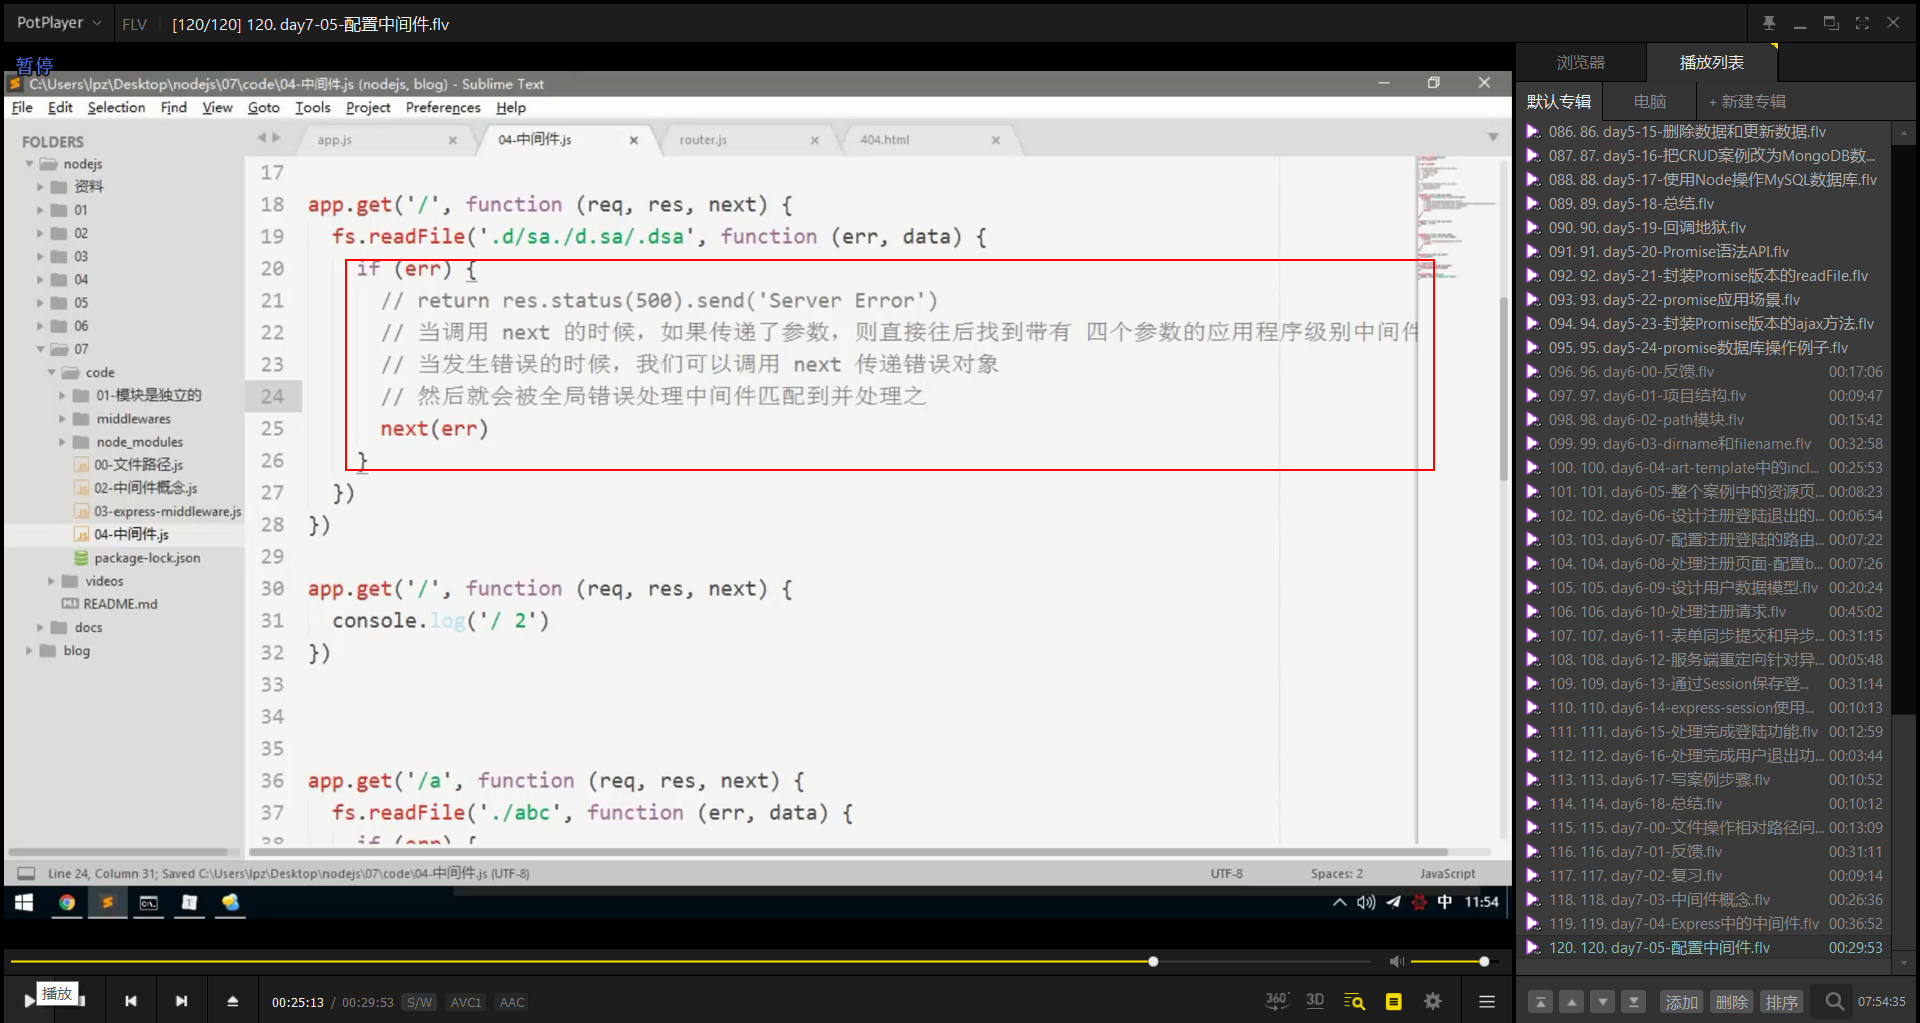 PotPlayer
FLV
[120/120] 120. day7-05-配置中间件.flv
暂停
C:\Users\lpz\Desktop\nodejs\07\code\04-中间件.js (nodejs, blog) - Sublime Text
File Edit Selection Find View Goto Tools Project Preferences Help
FOLDERS
nodejs
资料
01
02
03
04
05
06
07
code
01-模块是独立的
middlewares
node_modules
00-文件路径.js
02-中间件概念.js
03-express-middleware.js
04-中间件.js
package-lock.json
videos
README.md
docs
blog
app.js
04-中间件.js
router.js
404.html
17
18 app.get('/', function (req, res, next) {
19 fs.readFile('.d/sa./d.sa/.dsa', function (err, data) {
20 if (err) {
21 // return res.status(500).send('Server Error')
22 // 当调用 next 的时候，如果传递了参数，则直接往后找到带有 四个参数的应用程序级别中间件
23 // 当发生错误的时候，我们可以调用 next 传递错误对象
24 // 然后就会被全局错误处理中间件匹配到并处理之
25 next(err)
26 }
27 })
28 })
29
30 app.get('/', function (req, res, next) {
31 console.log('/ 2')
32 })
33
34
35
36 app.get('/a', function (req, res, next) {
37 fs.readFile('./abc', function (err, data) {
38 if (err) {
Line 24, Column 31; Saved C:\Users\lpz\Desktop\nodejs\07\code\04-中间件.js (UTF-8)
UTF-8
Spaces: 2
JavaScript
中 11:54
播放
00:25:13 / 00:29:53 S/W AVC1 AAC
360°
3D
浏览器
播放列表
默认专辑
电脑
+ 新建专辑
086. 86. day5-15-删除数据和更新数据.flv
087. 87. day5-16-把CRUD案例改为MongoDB数...
088. 88. day5-17-使用Node操作MySQL数据库.flv
089. 89. day5-18-总结.flv
090. 90. day5-19-回调地狱.flv
091. 91. day5-20-Promise语法API.flv
092. 92. day5-21-封装Promise版本的readFile.flv
093. 93. day5-22-promise应用场景.flv
094. 94. day5-23-封装Promise版本的ajax方法.flv
095. 95. day5-24-promise数据库操作例子.flv
096. 96. day6-00-反馈.flv 00:17:06
097. 97. day6-01-项目结构.flv 00:09:47
098. 98. day6-02-path模块.flv 00:15:42
099. 99. day6-03-dirname和filename.flv 00:32:58
100. 100. day6-04-art-template中的incl... 00:25:53
101. 101. day6-05-整个案例中的资源页... 00:08:23
102. 102. day6-06-设计注册登陆退出的... 00:06:54
103. 103. day6-07-配置注册登陆的路由... 00:07:22
104. 104. day6-08-处理注册页面-配置b... 00:07:26
105. 105. day6-09-设计用户数据模型.flv 00:20:24
106. 106. day6-10-处理注册请求.flv 00:45:02
107. 107. day6-11-表单同步提交和异步... 00:31:15
108. 108. day6-12-服务端重定向针对异... 00:05:48
109. 109. day6-13-通过Session保存登... 00:31:14
110. 110. day6-14-express-session使用... 00:10:13
111. 111. day6-15-处理完成登陆功能.flv 00:12:59
112. 112. day6-16-处理完成用户退出功... 00:03:44
113. 113. day6-17-写案例步骤.flv 00:10:52
114. 114. day6-18-总结.flv 00:10:12
115. 115. day7-00-文件操作相对路径问... 00:13:09
116. 116. day7-01-反馈.flv 00:31:11
117. 117. day7-02-复习.flv 00:09:14
118. 118. day7-03-中间件概念.flv 00:26:36
119. 119. day7-04-Express中的中间件.flv 00:36:52
120. 120. day7-05-配置中间件.flv 00:29:53
添加 删除 排序 07:54:35